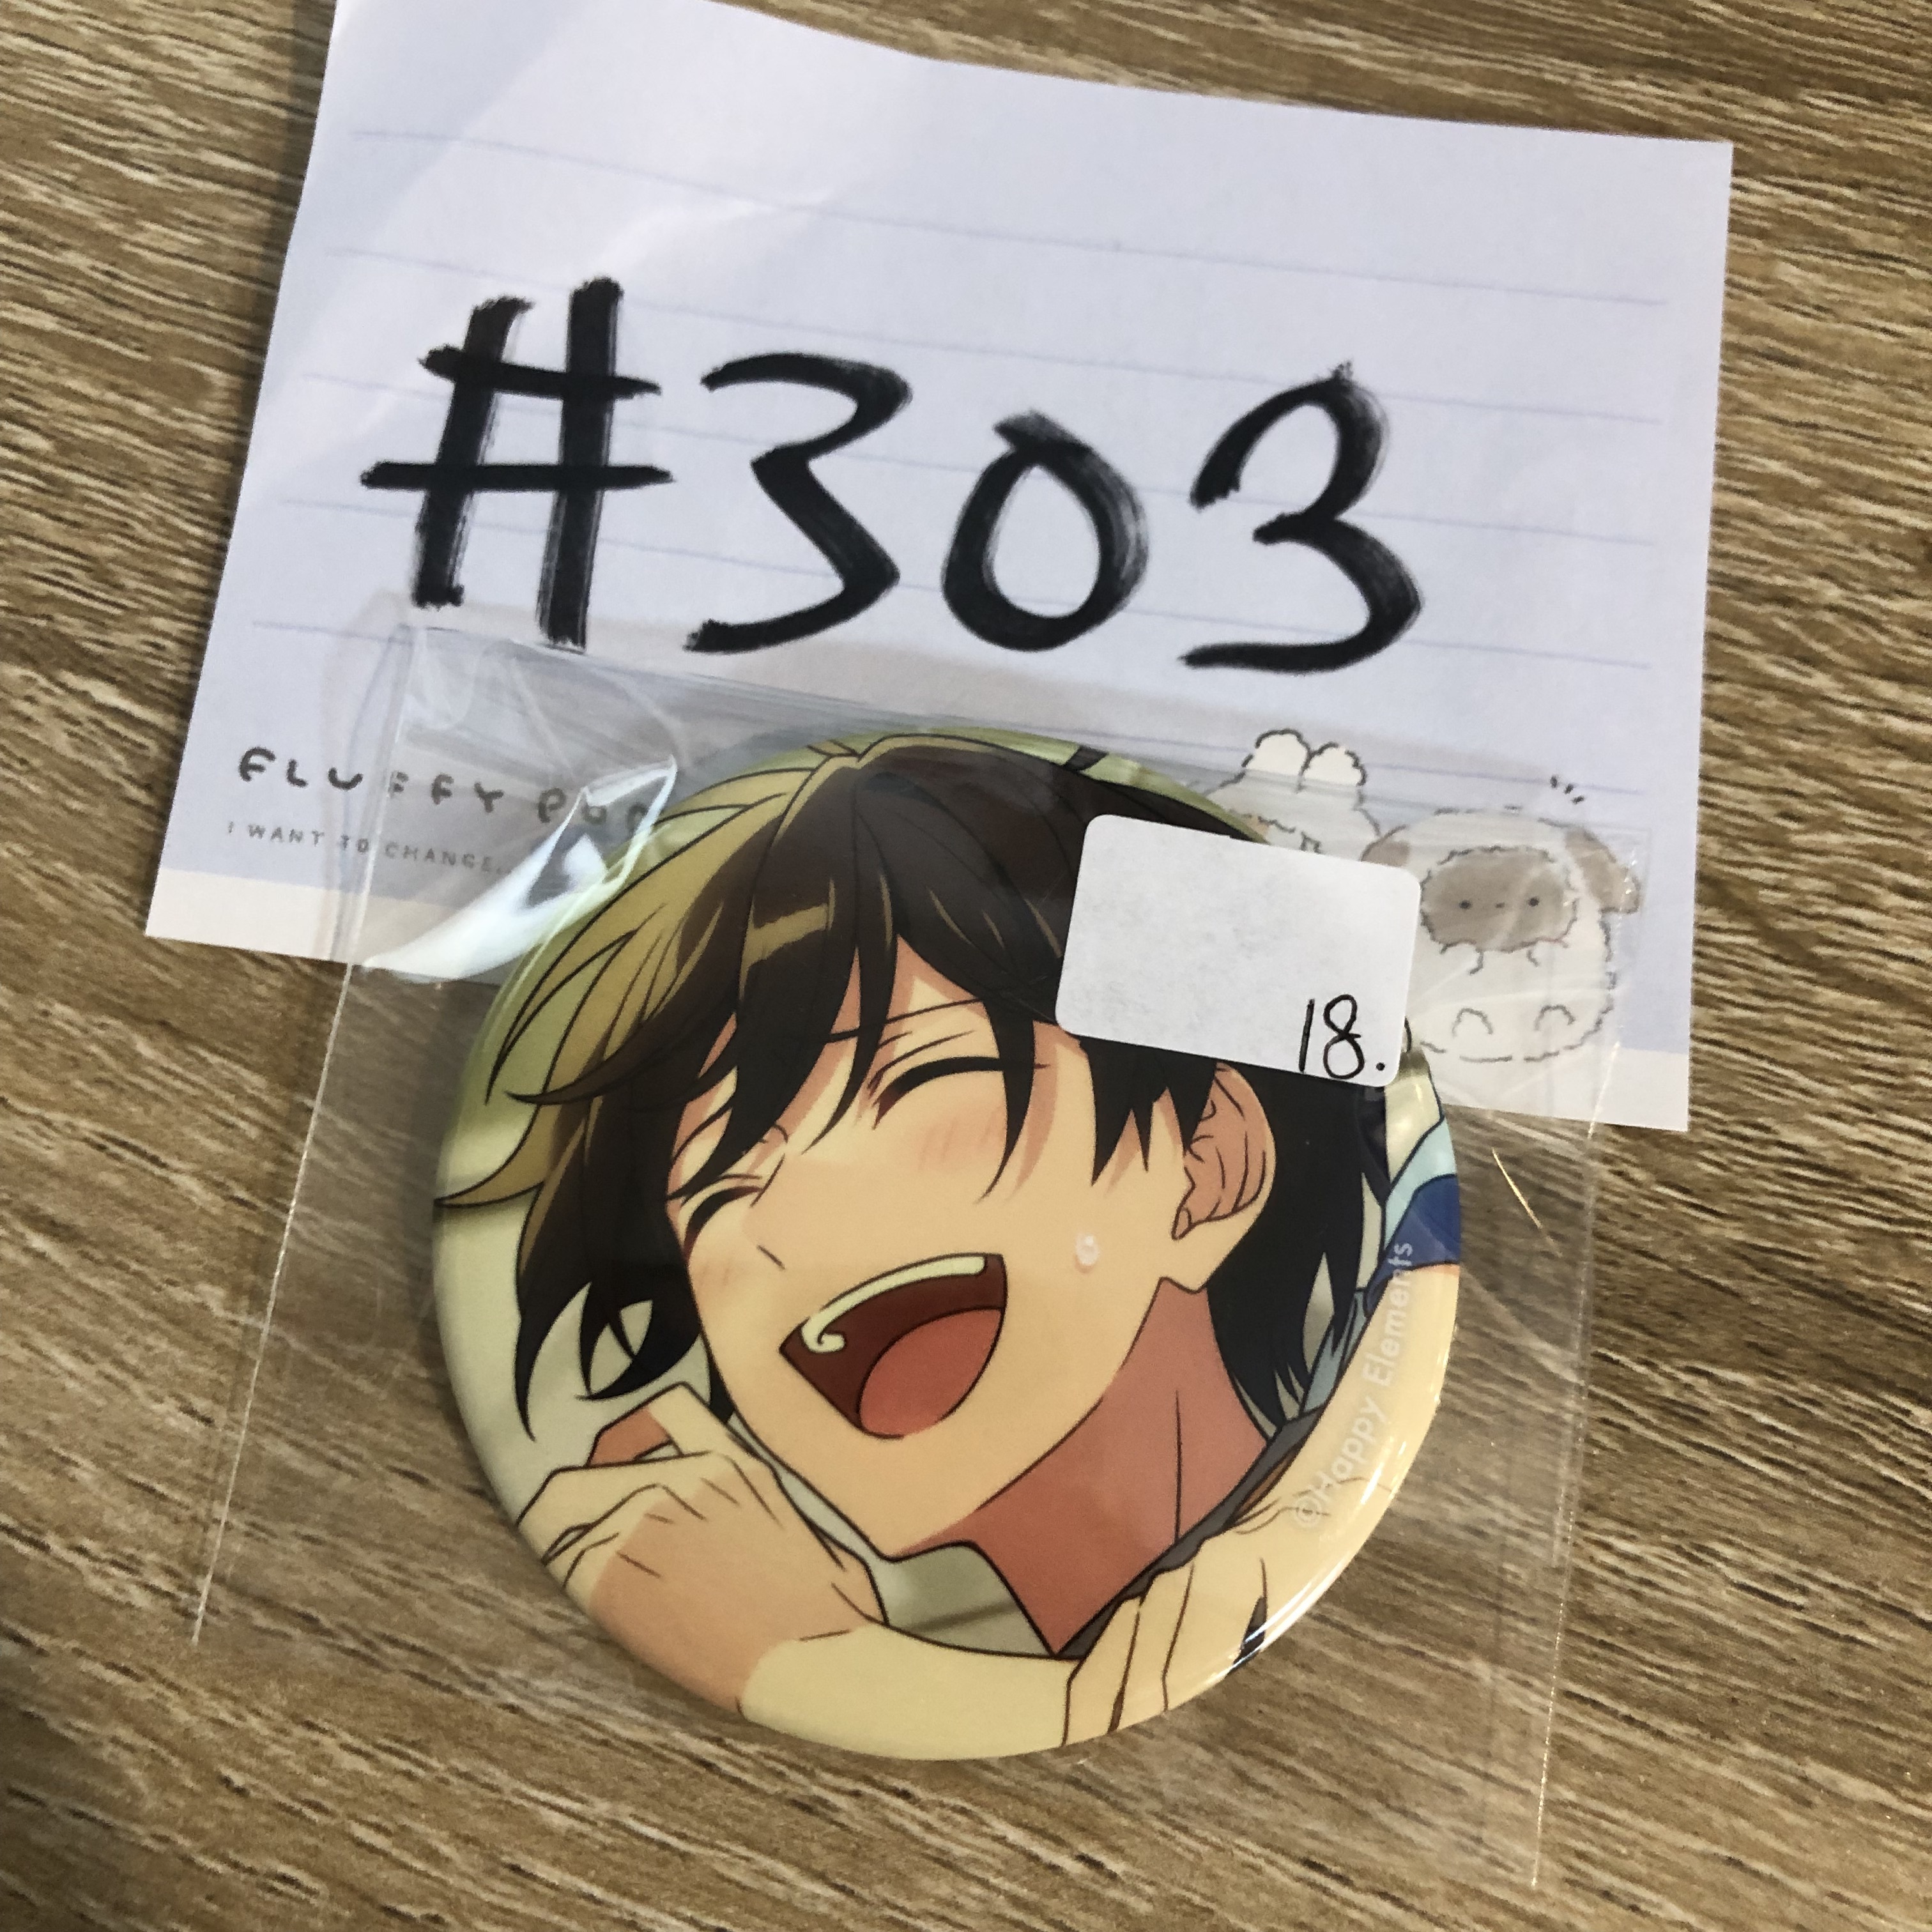 #303
FLUFFY
I WANT TO CHANGE..
18.
©Happy Elements